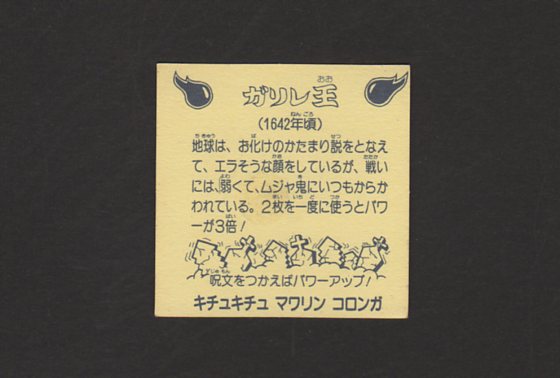 ガリレ王
(1642年頃)
地球は、お化けのかたまり説をとなえ
て、エラそうな顔をしているが、戦い
には、弱くて、ムジャ鬼にいつもからか
われている。2枚を一度に使うとパワ
ーが3倍!
呪文をつかえばパワーアップ!
キチュキチュ マワリン コロンガ